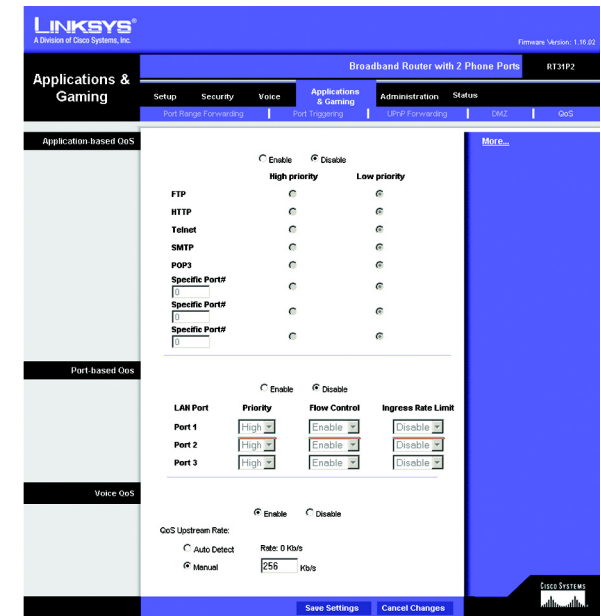 LINKSYS®
A Division of Cisco Systems, Inc.
Firmware Version: 1.16.02
Broadband Router with 2 Phone Ports RT31P2
Applications & Gaming
Setup Security Voice Applications & Gaming Administration Status
Port Range Forwarding Port Triggering UPnP Forwarding DMZ QoS
Application-based QoS
More...
Enable Disable
High priority Low priority
FTP
HTTP
Telnet
SMTP
POP3
Specific Port#
0
Specific Port#
0
Specific Port#
0
Port-based Qos
Enable Disable
LAN Port Priority Flow Control Ingress Rate Limit
Port 1 High Enable Disable
Port 2 High Enable Disable
Port 3 High Enable Disable
Voice QoS
Enable Disable
QoS Upstream Rate:
Auto Detect Rate: 0 Kb/s
Manual 256 Kb/s
Save Settings Cancel Changes
CISCO SYSTEMS